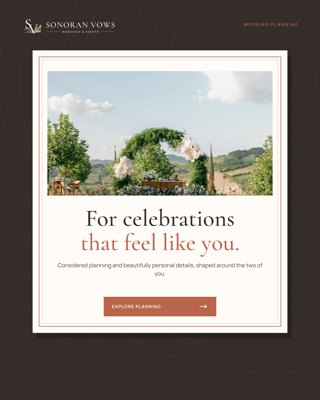 SONORAN VOWS
WEDDINGS & EVENTS
WEDDING PLANNING
For celebrations
that feel like you.
Considered planning and beautifully personal details, shaped around the two of
you.
EXPLORE PLANNING